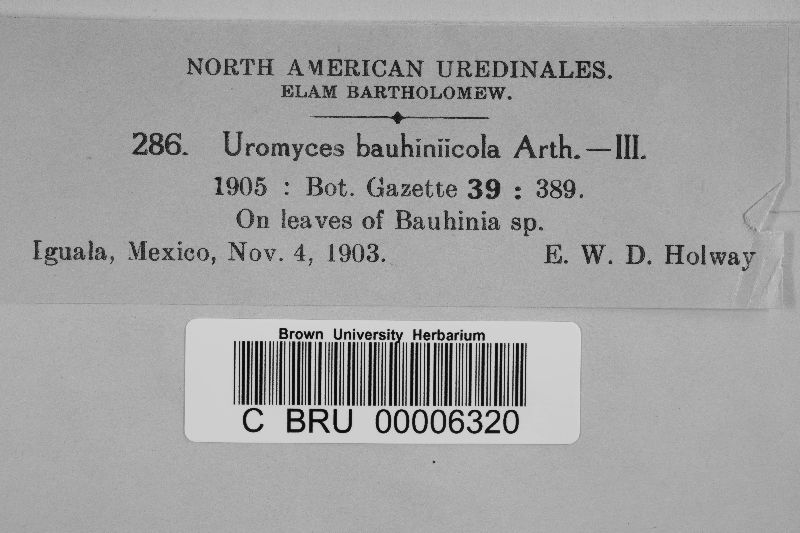 NORTH AMERICAN UREDINALES.
ELAM BARTHOLOMEW.
286. Uromyces bauhiniicola Arth.—III.
1905 : Bot. Gazette 39 : 389.
On leaves of Bauhinia sp.
Iguala, Mexico, Nov. 4, 1903. E. W. D. Holway
Brown University Herbarium
C BRU 00006320